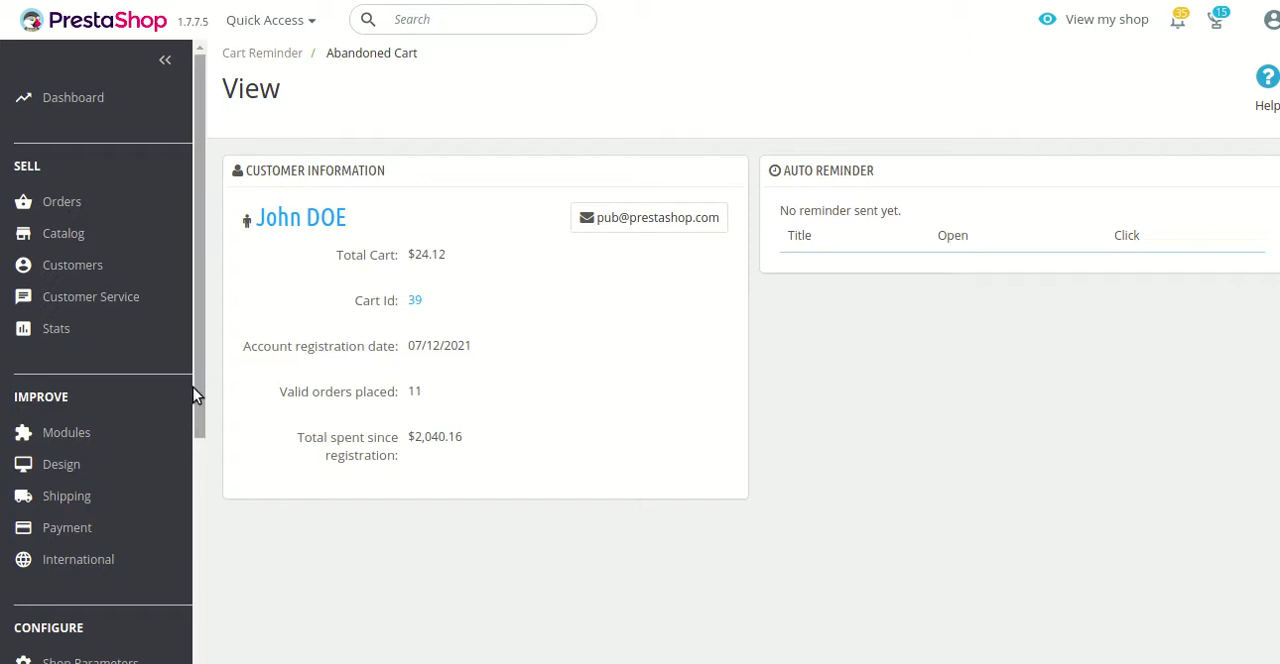 PrestaShop 1.7.7.5 Quick Access Search View my shop 35 15
Cart Reminder / Abandoned Cart
View
Help
Dashboard
SELL
Orders
Catalog
Customers
Customer Service
Stats
IMPROVE
Modules
Design
Shipping
Payment
International
CONFIGURE
Shop Parameters
CUSTOMER INFORMATION
John DOE pub@prestashop.com
Total Cart: $24.12
Cart Id: 39
Account registration date: 07/12/2021
Valid orders placed: 11
Total spent since $2,040.16
registration:
AUTO REMINDER
No reminder sent yet.
Title Open Click